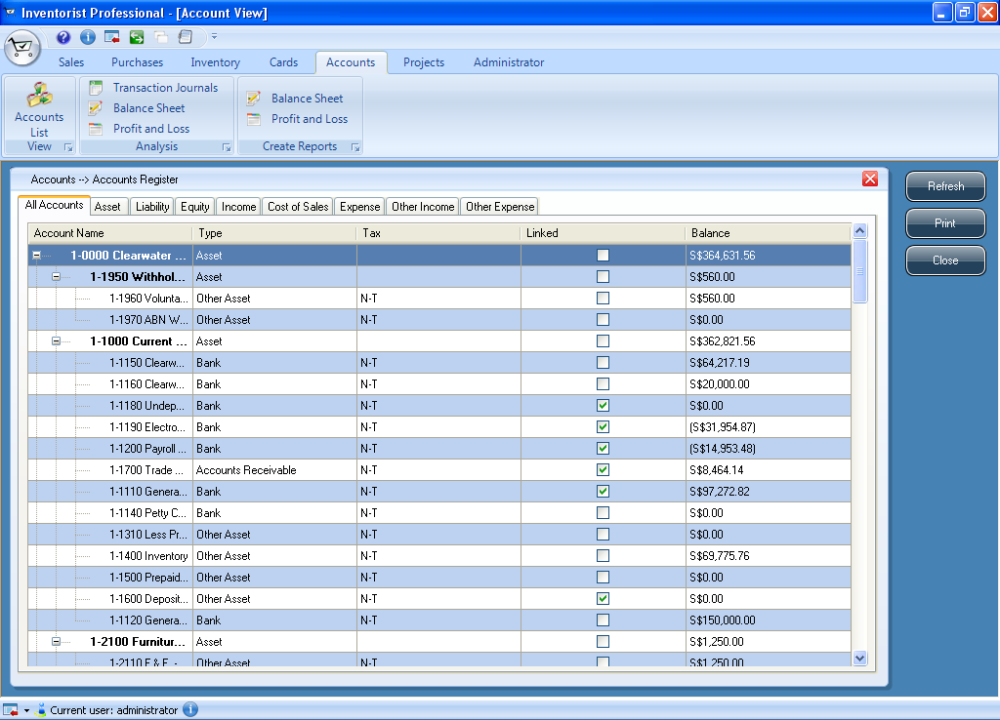 Inventorist Professional - [Account View]
Sales Purchases Inventory Cards Accounts Projects Administrator
Accounts List
View
Transaction Journals
Balance Sheet
Profit and Loss
Analysis
Balance Sheet
Profit and Loss
Create Reports
Accounts --> Accounts Register
All Accounts Asset Liability Equity Income Cost of Sales Expense Other Income Other Expense
Account Name Type Tax Linked Balance
1-0000 Clearwater ... Asset S$364,631.56
1-1950 Withhol... Asset S$560.00
1-1960 Volunta... Other Asset N-T S$560.00
1-1970 ABN W... Other Asset N-T S$0.00
1-1000 Current ... Asset S$362,821.56
1-1150 Clearw... Bank N-T S$64,217.19
1-1160 Clearw... Bank N-T S$20,000.00
1-1180 Undep... Bank N-T S$0.00
1-1190 Electro... Bank N-T (S$31,954.87)
1-1200 Payroll ... Bank N-T (S$14,953.48)
1-1700 Trade ... Accounts Receivable N-T S$8,464.14
1-1110 Genera... Bank N-T S$97,272.82
1-1140 Petty C... Bank N-T S$0.00
1-1310 Less Pr... Other Asset N-T S$0.00
1-1400 Inventory Other Asset N-T S$69,775.76
1-1500 Prepaid... Other Asset N-T S$0.00
1-1600 Deposit... Other Asset N-T S$0.00
1-1120 Genera... Bank N-T S$150,000.00
1-2100 Furnitur... Asset S$1,250.00
1-2110 F & F - Other Asset N-T S$1,250.00
Refresh
Print
Close
Current user: administrator